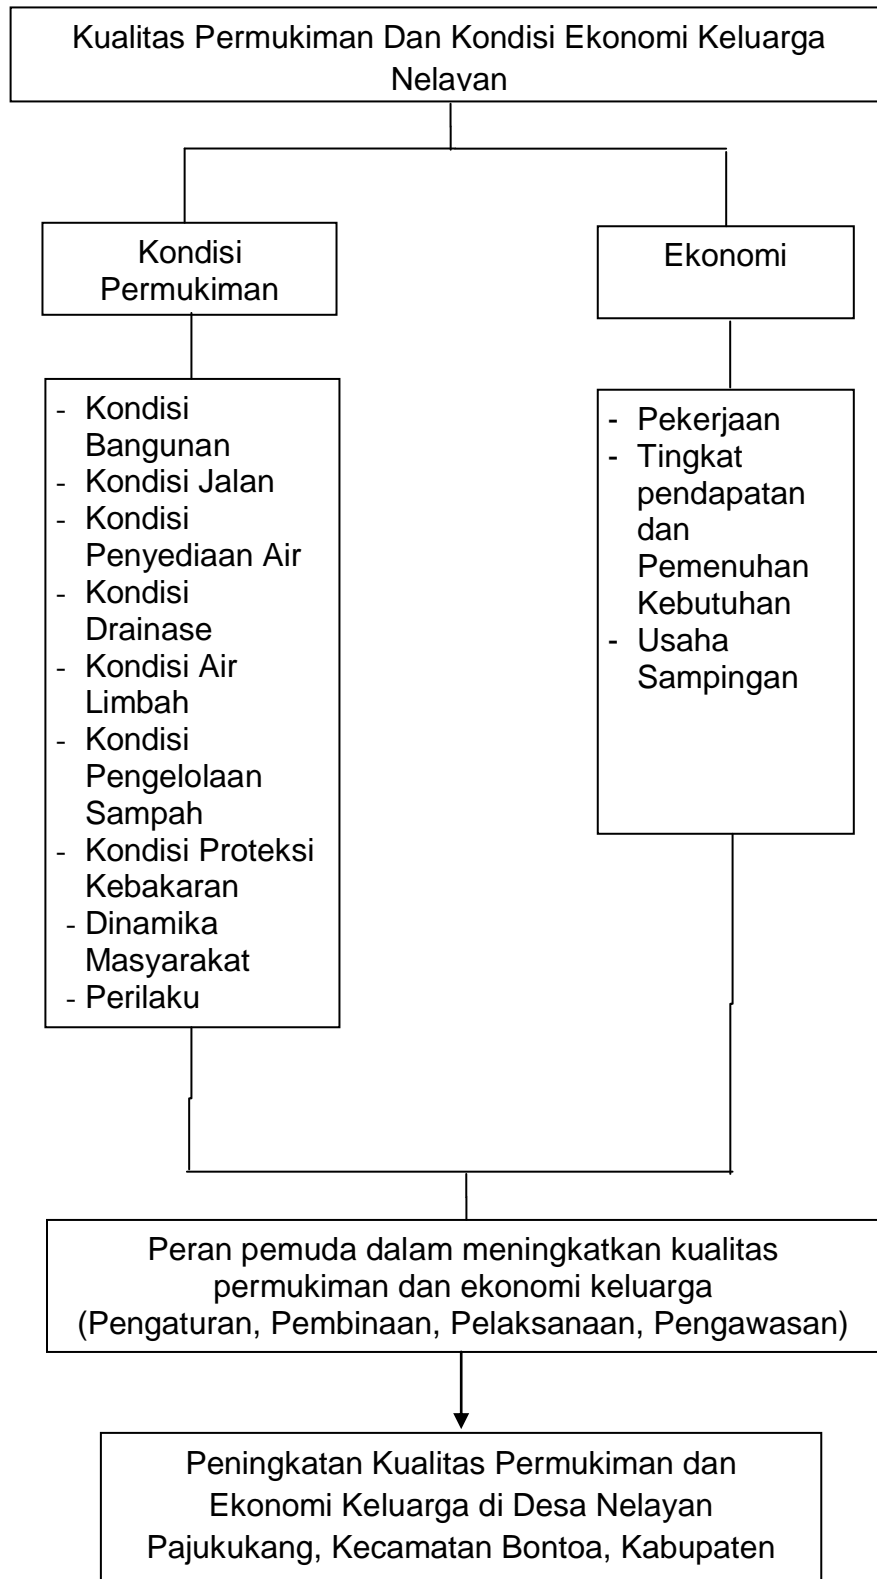 Kualitas Permukiman Dan Kondisi Ekonomi Keluarga
Nelayan
Kondisi
Permukiman
Ekonomi
- Kondisi
Bangunan
- Kondisi Jalan
- Kondisi
Penyediaan Air
- Kondisi
Drainase
- Kondisi Air
Limbah
- Kondisi
Pengelolaan
Sampah
- Kondisi Proteksi
Kebakaran
- Dinamika
Masyarakat
- Perilaku
- Pekerjaan
- Tingkat
pendapatan
dan
Pemenuhan
Kebutuhan
- Usaha
Sampingan
Peran pemuda dalam meningkatkan kualitas
permukiman dan ekonomi keluarga
(Pengaturan, Pembinaan, Pelaksanaan, Pengawasan)
Peningkatan Kualitas Permukiman dan
Ekonomi Keluarga di Desa Nelayan
Pajukukang, Kecamatan Bontoa, Kabupaten